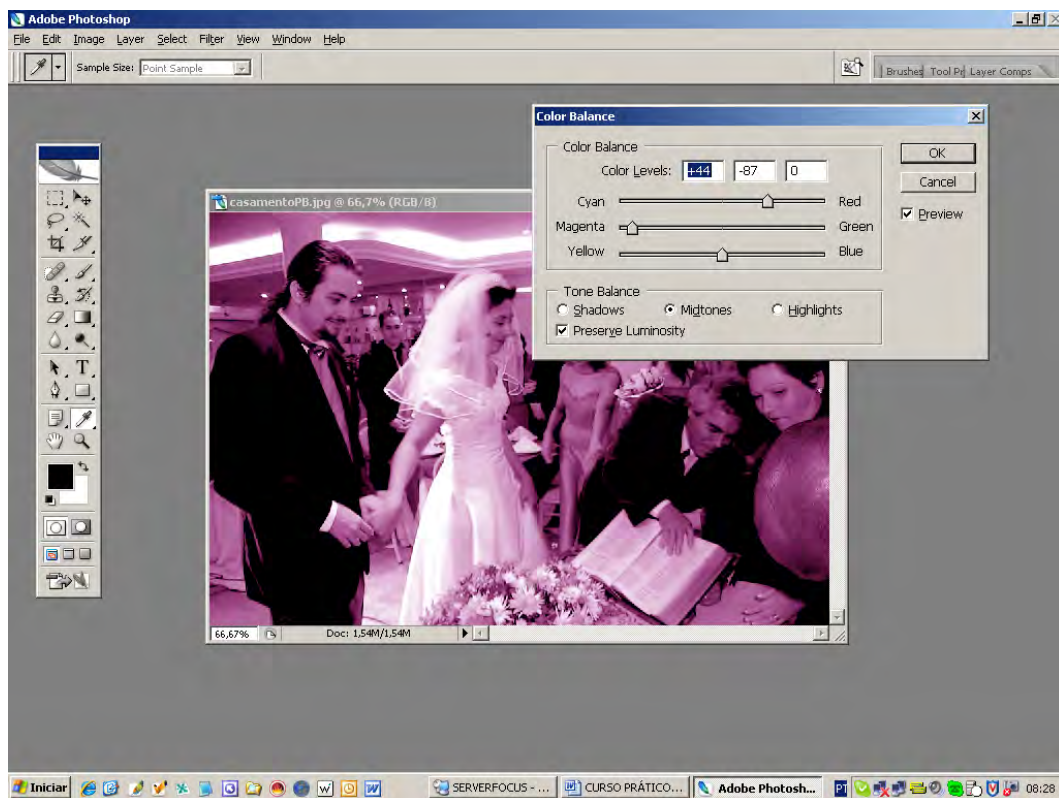 Adobe Photoshop
File Edit Image Layer Select Filter View Window Help
Sample Size: Point Sample
Brushes Tool Pr Layer Comps
Color Balance
Color Balance
Color Levels: +44 -87 0
OK
Cancel
Preview
Cyan Red
Magenta Green
Yellow Blue
Tone Balance
Shadows Midtones Highlights
Preserve Luminosity
casamentoPB.jpg @ 66,7% (RGB/8)
66,67% Doc: 1,54M/1,54M
Iniciar SERVERFOCUS - ... CURSO PRÁTICO... Adobe Photosh... PT 08:28